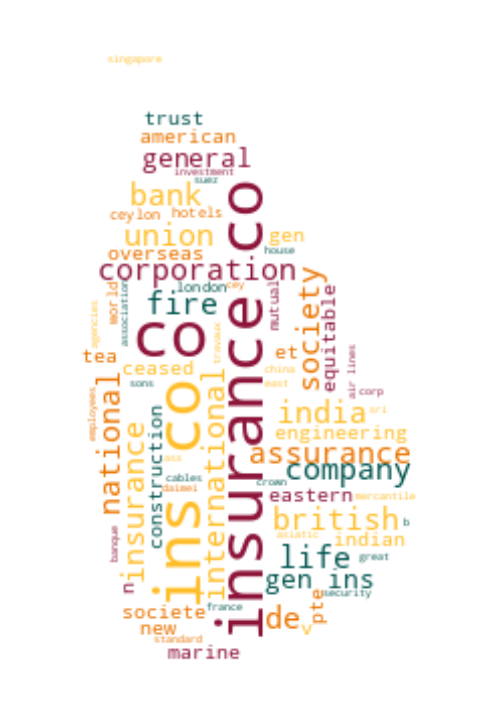 singapore
trust
american
general
investment
suez
bank
ceylon hotels
co
union
gen
house
overseas
corporation
london
cey
world
association
fire
mutual
society
equitable
agencies
co
travaux
tea
et
air lines
ceased
china
sons
east
corp
employees
national
ins co
international
insurance co
india
sri
insurance
construction
engineering
assurance
ass
company
cables
crown
daimei
eastern
mercantile
british
b
banque
asiatic
indian
life
great
n
gen ins
security
societe
france
de
pte
new
v
standard
marine